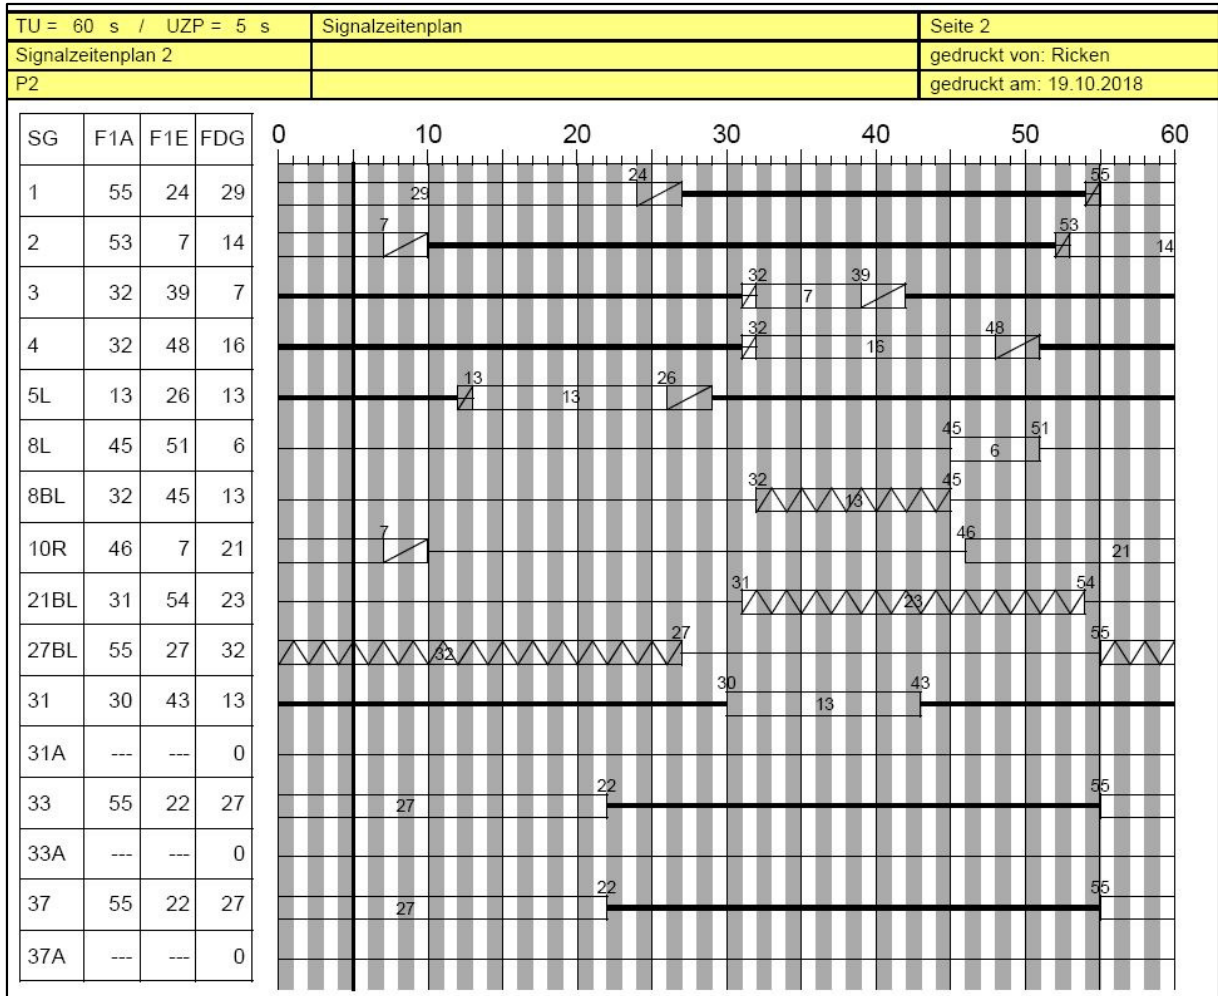 TU = 60 s / UZP = 5 s Signalzeitenplan Seite 2
Signalzeitenplan 2 gedruckt von: Ricken
P2 gedruckt am: 19.10.2018
SG F1A F1E FDG 0 10 20 30 40 50 60
1 55 24 29 29 24 55
2 53 7 14 7 53 14
3 32 39 7 32 7 39
4 32 48 16 32 16 48
5L 13 26 13 13 13 26
8L 45 51 6 45 6 51
8BL 32 45 13 32 13 45
10R 46 7 21 7 46 21
21BL 31 54 23 31 23 54
27BL 55 27 32 32 27 55
31 30 43 13 30 13 43
31A --- --- 0
33 55 22 27 27 22 55
33A --- --- 0
37 55 22 27 27 22 55
37A --- --- 0